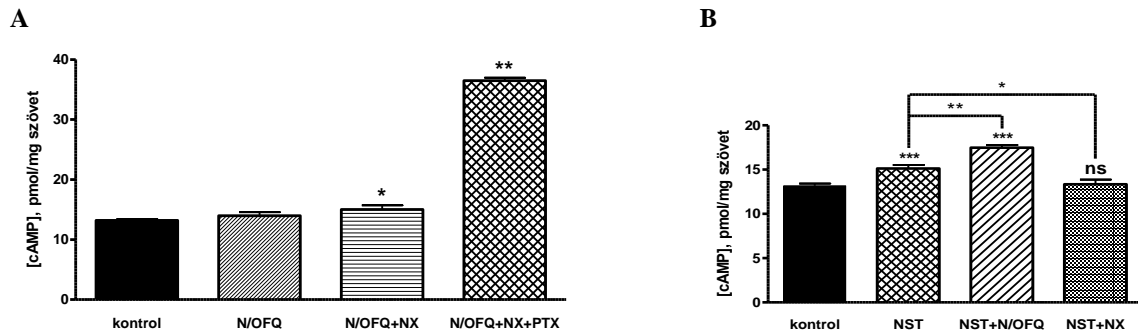 A
[cAMP], pmol/mg szövet
40
30
20
10
0
*
**
kontrol
N/OFQ
N/OFQ+NX
N/OFQ+NX+PTX
B
[cAMP], pmol/mg szövet
20
15
10
5
0
*
**
***
***
ns
kontrol
NST
NST+N/OFQ
NST+NX